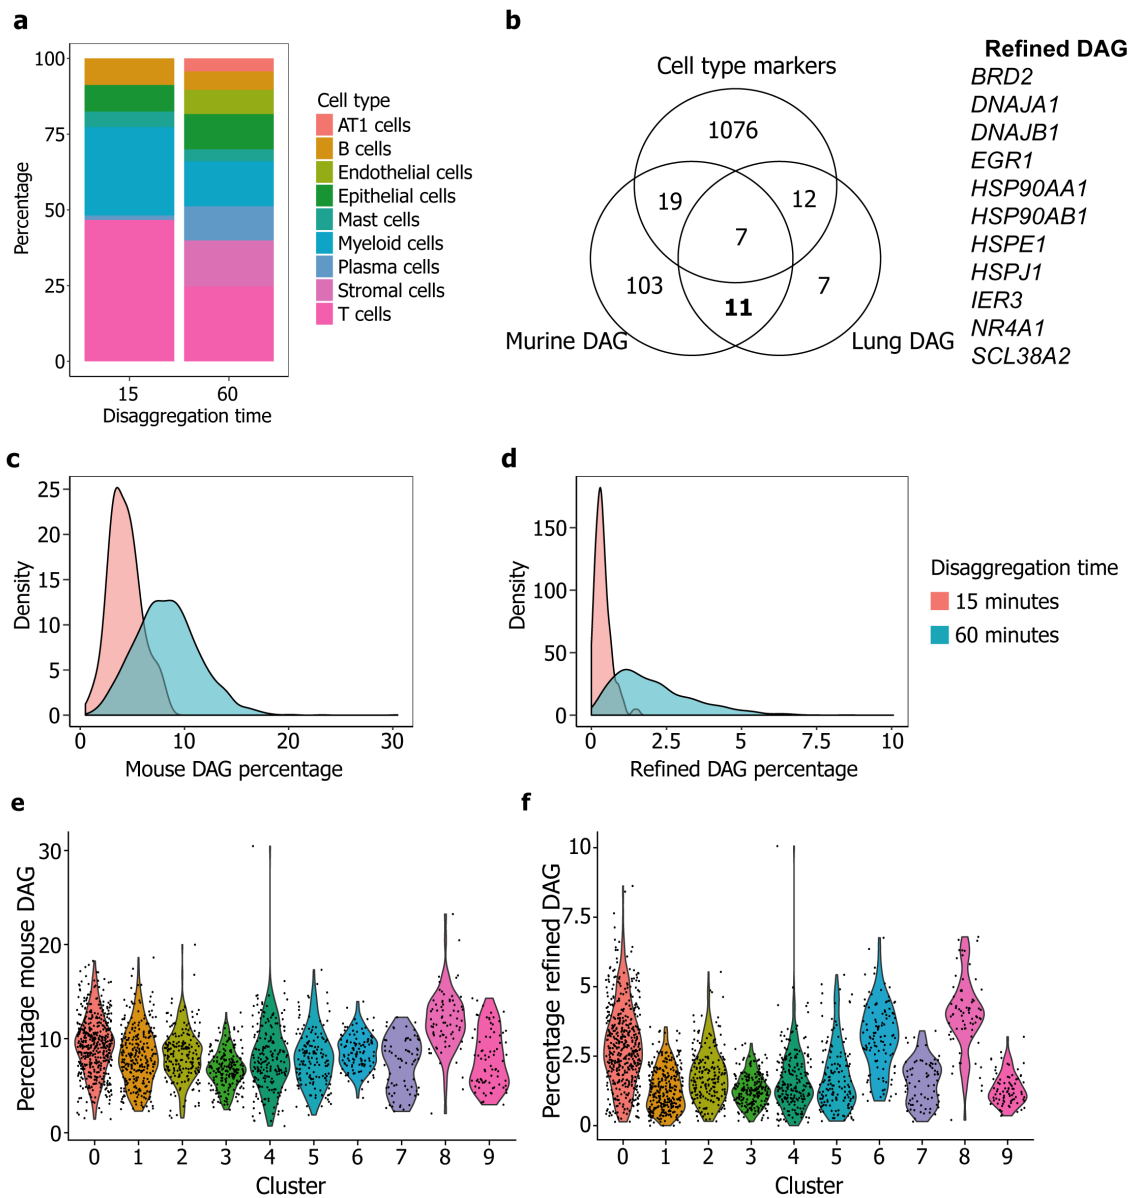 a
100
75
50
25
0
Percentage
15
60
Disaggregation time
Cell type
AT1 cells
B cells
Endothelial cells
Epithelial cells
Mast cells
Myeloid cells
Plasma cells
Stromal cells
T cells
b
Cell type markers
1076
19
12
7
103
11
7
Murine DAG
Lung DAG
Refined DAG
BRD2
DNAJA1
DNAJB1
EGR1
HSP90AA1
HSP90AB1
HSPE1
HSPJ1
IER3
NR4A1
SCL38A2
c
25
20
15
10
5
0
Density
0 10 20 30
Mouse DAG percentage
d
150
100
50
0
Density
0 2.5 5 7.5 10
Refined DAG percentage
Disaggregation time
15 minutes
60 minutes
e
30
20
10
0
Percentage mouse DAG
0 1 2 3 4 5 6 7 8 9
Cluster
f
10
7.5
5
2.5
0
Percentage refined DAG
0 1 2 3 4 5 6 7 8 9
Cluster